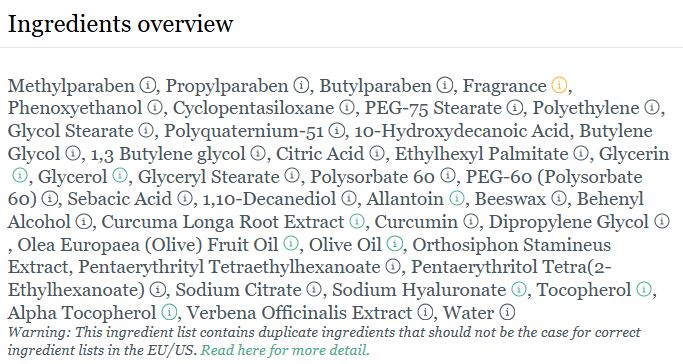 Ingredients overview
Methylparaben ⓘ, Propylparaben ⓘ, Butylparaben ⓘ, Fragrance ⓘ,
Phenoxyethanol ⓘ, Cyclopentasiloxane ⓘ, PEG-75 Stearate ⓘ, Polyethylene ⓘ,
Glycol Stearate ⓘ, Polyquaternium-51 ⓘ, 10-Hydroxydecanoic Acid, Butylene
Glycol ⓘ, 1,3 Butylene glycol ⓘ, Citric Acid ⓘ, Ethylhexyl Palmitate ⓘ, Glycerin
ⓘ, Glycerol ⓘ, Glyceryl Stearate ⓘ, Polysorbate 60 ⓘ, PEG-60 (Polysorbate
60) ⓘ, Sebacic Acid ⓘ, 1,10-Decanediol ⓘ, Allantoin ⓘ, Beeswax ⓘ, Behenyl
Alcohol ⓘ, Curcuma Longa Root Extract ⓘ, Curcumin ⓘ, Dipropylene Glycol ⓘ
, Olea Europaea (Olive) Fruit Oil ⓘ, Olive Oil ⓘ, Orthosiphon Stamineus
Extract, Pentaerythrityl Tetraethylhexanoate ⓘ, Pentaerythritol Tetra(2-
Ethylhexanoate) ⓘ, Sodium Citrate ⓘ, Sodium Hyaluronate ⓘ, Tocopherol ⓘ,
Alpha Tocopherol ⓘ, Verbena Officinalis Extract ⓘ, Water ⓘ
Warning: This ingredient list contains duplicate ingredients that should not be the case for correct
ingredient lists in the EU/US. Read here for more detail.